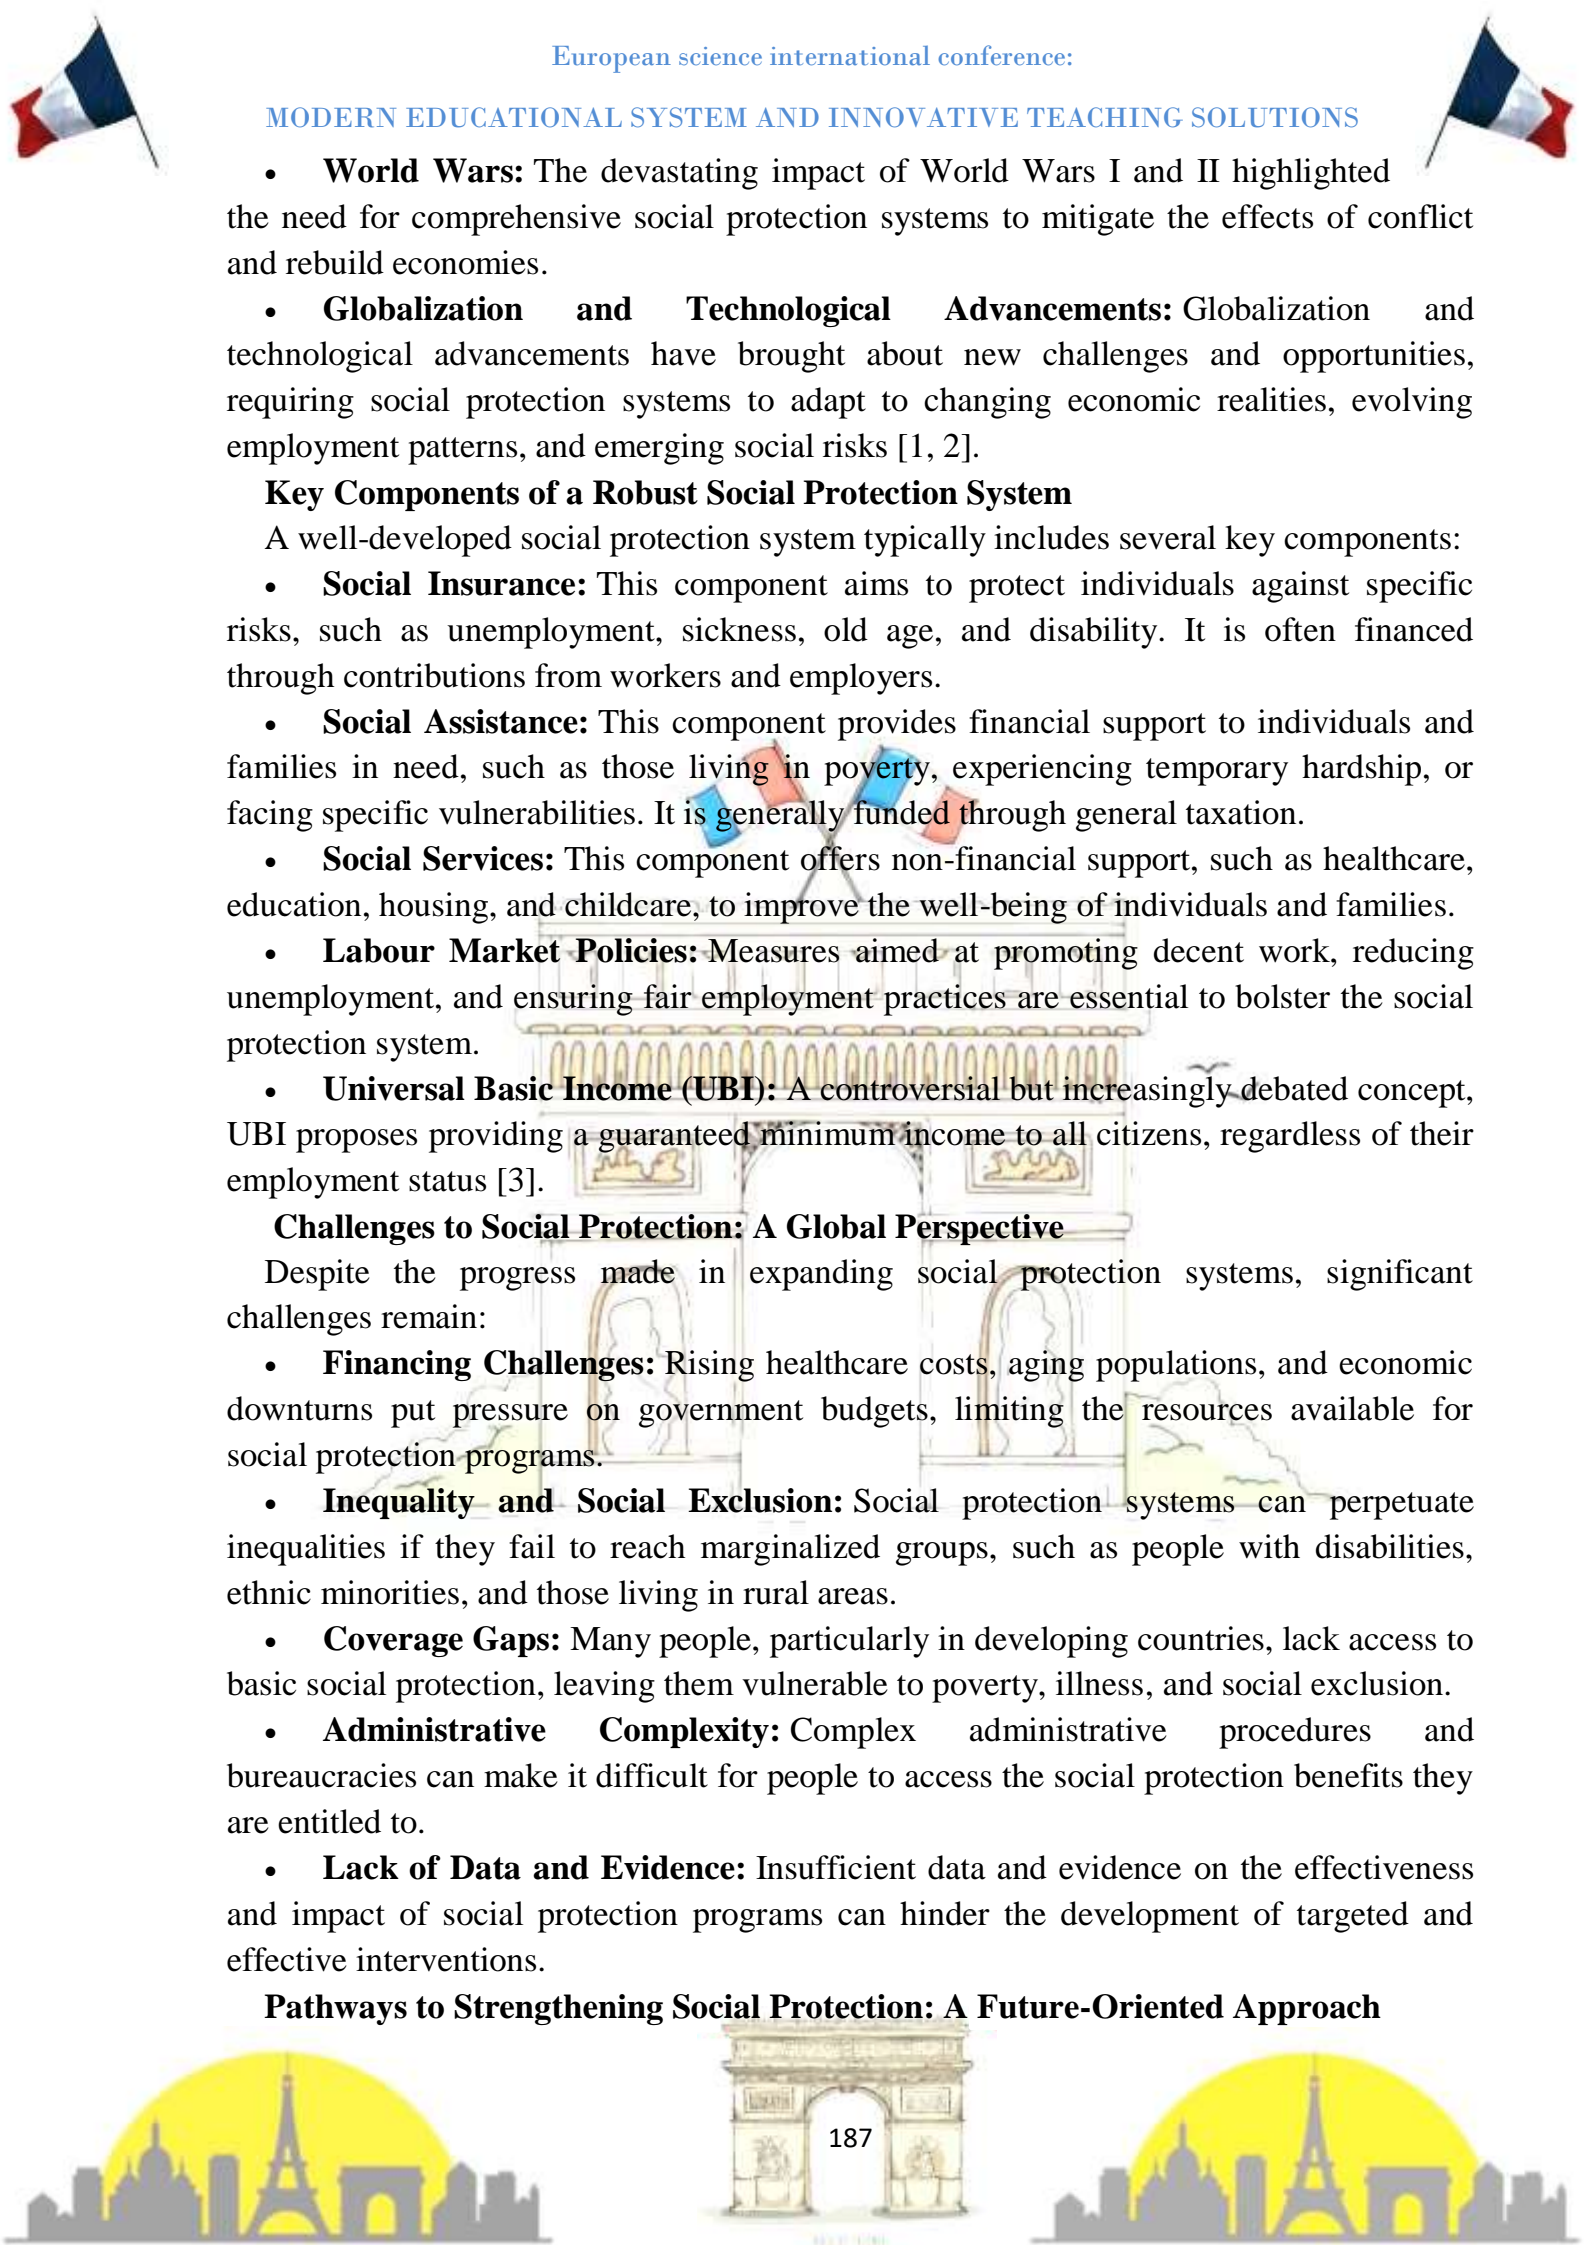 European science international conference:
MODERN EDUCATIONAL SYSTEM AND INNOVATIVE TEACHING SOLUTIONS
• World Wars: The devastating impact of World Wars I and II highlighted
the need for comprehensive social protection systems to mitigate the effects of conflict
and rebuild economies.
• Globalization and Technological Advancements: Globalization and
technological advancements have brought about new challenges and opportunities,
requiring social protection systems to adapt to changing economic realities, evolving
employment patterns, and emerging social risks [1, 2].
Key Components of a Robust Social Protection System
A well-developed social protection system typically includes several key components:
• Social Insurance: This component aims to protect individuals against specific
risks, such as unemployment, sickness, old age, and disability. It is often financed
through contributions from workers and employers.
• Social Assistance: This component provides financial support to individuals and
families in need, such as those living in poverty, experiencing temporary hardship, or
facing specific vulnerabilities. It is generally funded through general taxation.
• Social Services: This component offers non-financial support, such as healthcare,
education, housing, and childcare, to improve the well-being of individuals and families.
• Labour Market Policies: Measures aimed at promoting decent work, reducing
unemployment, and ensuring fair employment practices are essential to bolster the social
protection system.
• Universal Basic Income (UBI): A controversial but increasingly debated concept,
UBI proposes providing a guaranteed minimum income to all citizens, regardless of their
employment status [3].
Challenges to Social Protection: A Global Perspective
Despite the progress made in expanding social protection systems, significant
challenges remain:
• Financing Challenges: Rising healthcare costs, aging populations, and economic
downturns put pressure on government budgets, limiting the resources available for
social protection programs.
• Inequality and Social Exclusion: Social protection systems can perpetuate
inequalities if they fail to reach marginalized groups, such as people with disabilities,
ethnic minorities, and those living in rural areas.
• Coverage Gaps: Many people, particularly in developing countries, lack access to
basic social protection, leaving them vulnerable to poverty, illness, and social exclusion.
• Administrative Complexity: Complex administrative procedures and
bureaucracies can make it difficult for people to access the social protection benefits they
are entitled to.
• Lack of Data and Evidence: Insufficient data and evidence on the effectiveness
and impact of social protection programs can hinder the development of targeted and
effective interventions.
Pathways to Strengthening Social Protection: A Future-Oriented Approach
187